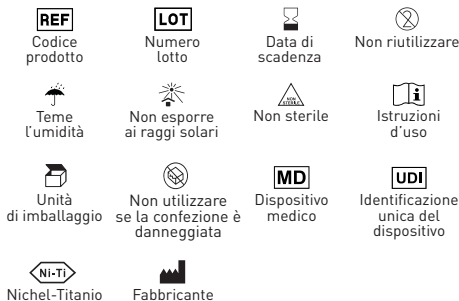 REF LOT
Codice prodotto
Numero lotto
Data di scadenza
Non riutilizzare
2
NON STERILE
i
Teme l'umidità
Non esporre ai raggi solari
Non sterile
Istruzioni d'uso
MD UDI
Unità di imballaggio
Non utilizzare se la confezione è danneggiata
Dispositivo medico
Identificazione unica del dispositivo
Ni-Ti
Nichel-Titanio
Fabbricante